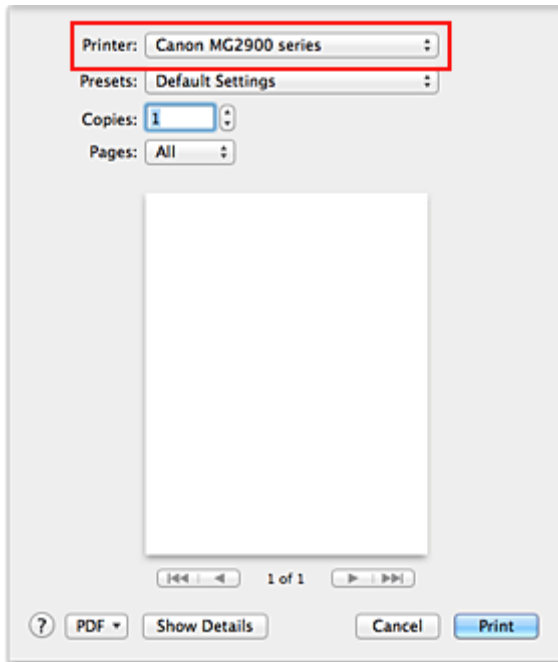 Printer: Canon MG2900 series
Presets: Default Settings
Copies: 1
Pages: All
1 of 1
? PDF Show Details Cancel Print